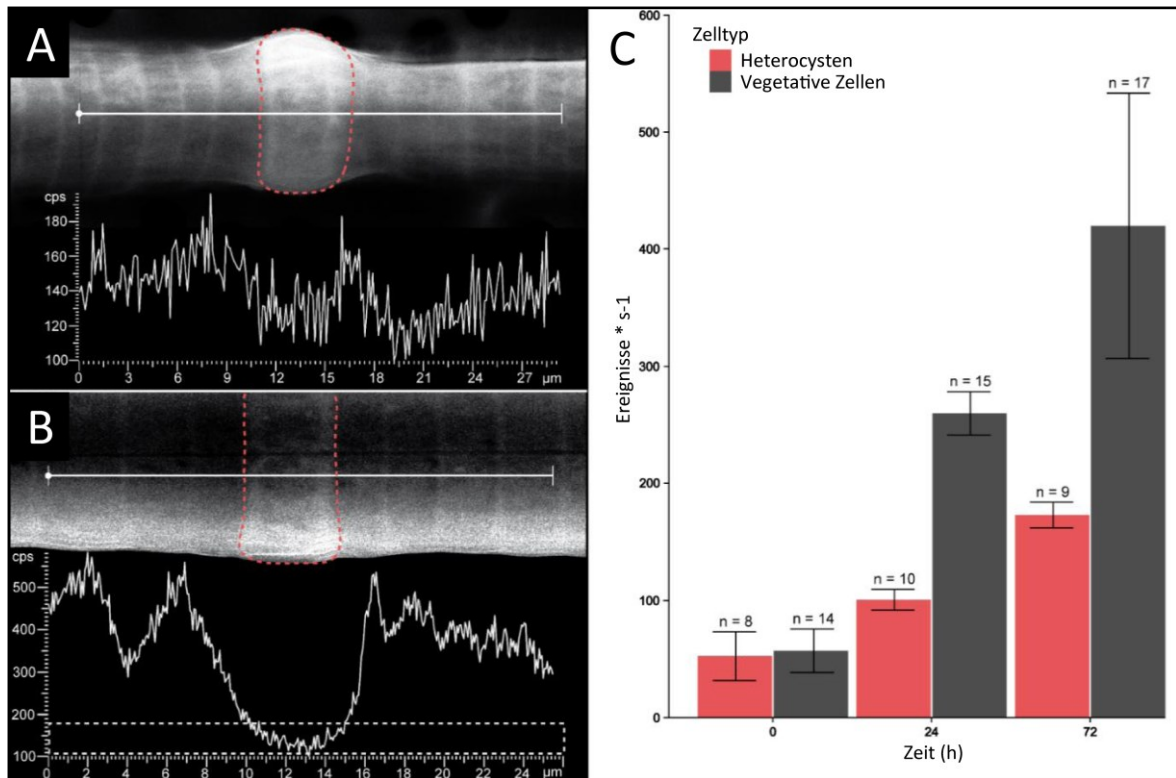 A
cps
180
160
140
120
100
0 3 6 9 12 15 18 21 24 27 µm
B
cps
500
400
300
200
100
0 2 4 6 8 10 12 14 16 18 20 22 24 µm
C
Zelltyp
Heterocysten
Vegetative Zellen
Ereignisse * s-1
600
500
400
300
200
100
0
n = 8
n = 14
n = 10
n = 15
n = 9
n = 17
0 24 72
Zeit (h)